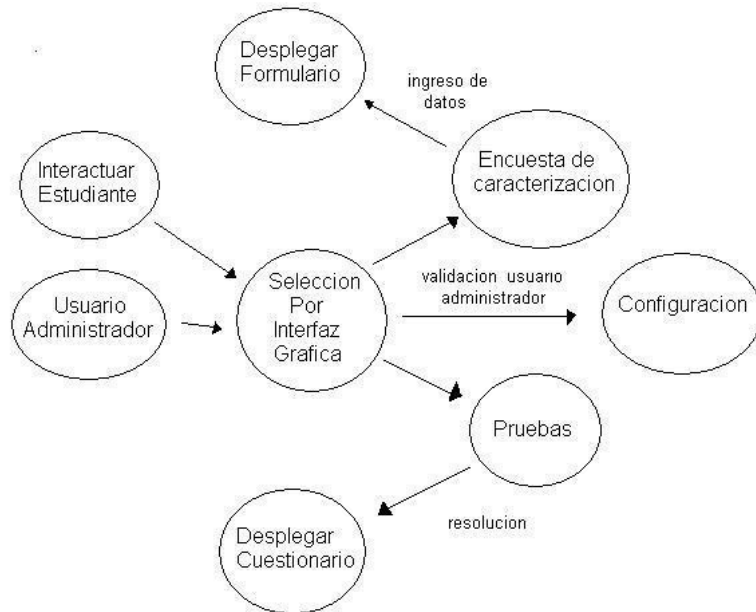 Desplegar
Formulario
ingreso de
datos
Interactuar
Estudiante
Encuesta de
caracterizacion
Usuario
Administrador
Seleccion
Por
Interfaz
Grafica
validacion usuario
administrador
Configuracion
Pruebas
Desplegar
Cuestionario
resolucion